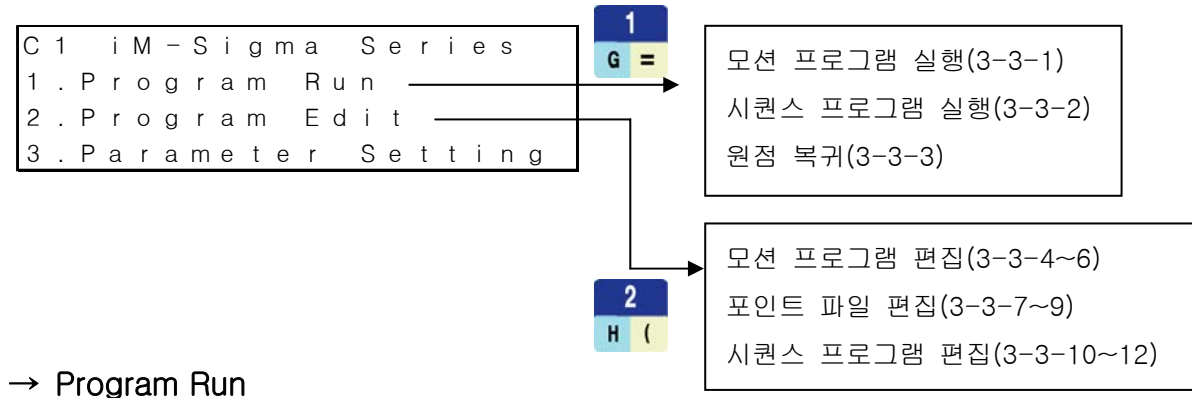 C1 iM-Sigma Series
1.Program Run
2.Program Edit
3.Parameter Setting
1
G =
모션 프로그램 실행(3-3-1)
시퀀스 프로그램 실행(3-3-2)
원점 복귀(3-3-3)
2
H (
모션 프로그램 편집(3-3-4~6)
포인트 파일 편집(3-3-7~9)
시퀀스 프로그램 편집(3-3-10~12)
→ Program Run